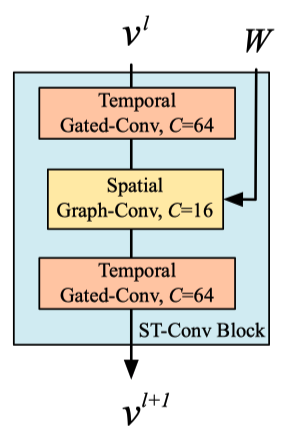 v^l
W
Temporal
Gated-Conv, C=64
Spatial
Graph-Conv, C=16
Temporal
Gated-Conv, C=64
ST-Conv Block
v^{l+1}